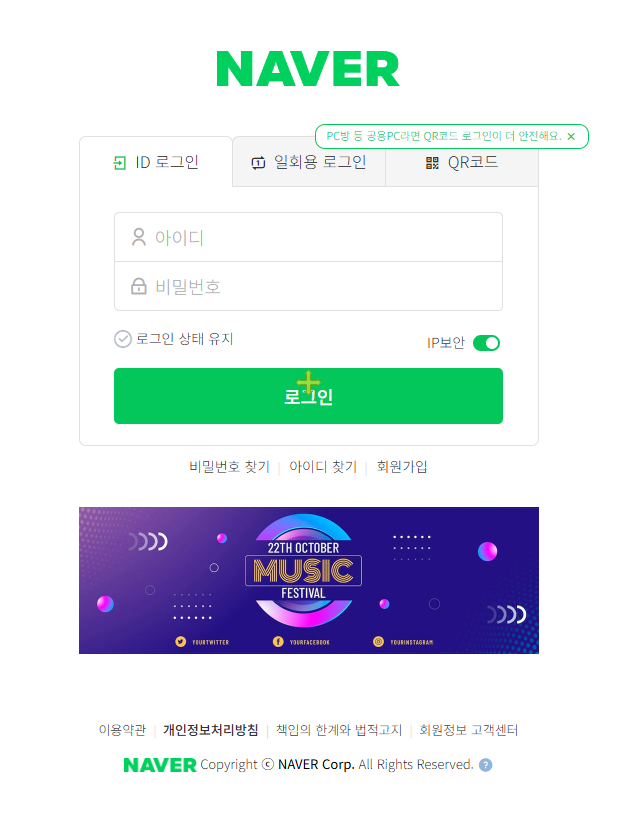 NAVER
PC방 등 공용PC라면 QR코드 로그인이 더 안전해요. ✕
ID 로그인
1 일회용 로그인
QR코드
아이디
비밀번호
로그인 상태 유지
IP보안
로그인
비밀번호 찾기 | 아이디 찾기 | 회원가입
22TH OCTOBER
MUSIC
FESTIVAL
YOURTWITTER
YOURFACEBOOK
YOURINSTAGRAM
이용약관 | 개인정보처리방침 | 책임의 한계와 법적고지 | 회원정보 고객센터
NAVER Copyright ⓒ NAVER Corp. All Rights Reserved. ?